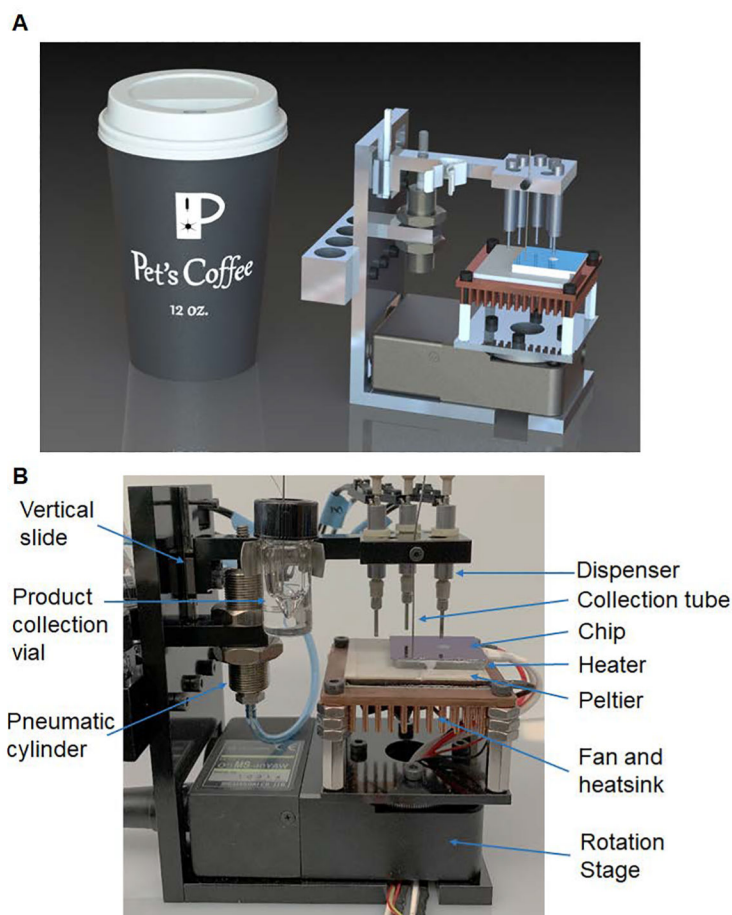 A
Pet's Coffee
12 OZ.
B
Vertical
slide
Product
collection
vial
Pneumatic
cylinder
Dispenser
Collection tube
Chip
Heater
Peltier
Fan and
heatsink
Rotation
Stage